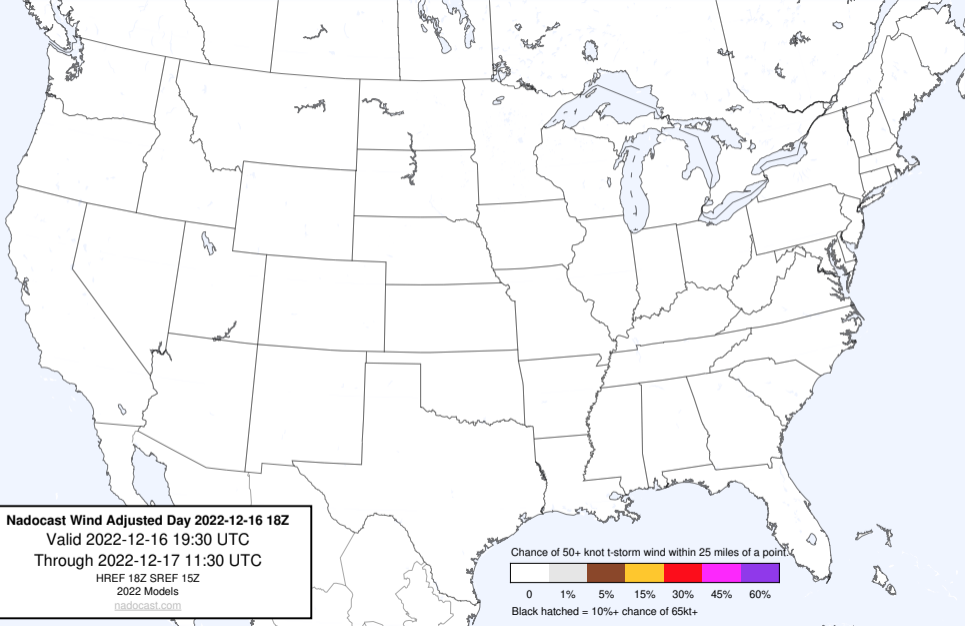 Nadocast Wind Adjusted Day 2022-12-16 18Z
Valid 2022-12-16 19:30 UTC
Through 2022-12-17 11:30 UTC
HREF 18Z SREF 15Z
2022 Models
nadocast.com
Chance of 50+ knot t-storm wind within 25 miles of a point.
0 1% 5% 15% 30% 45% 60%
Black hatched = 10%+ chance of 65kt+